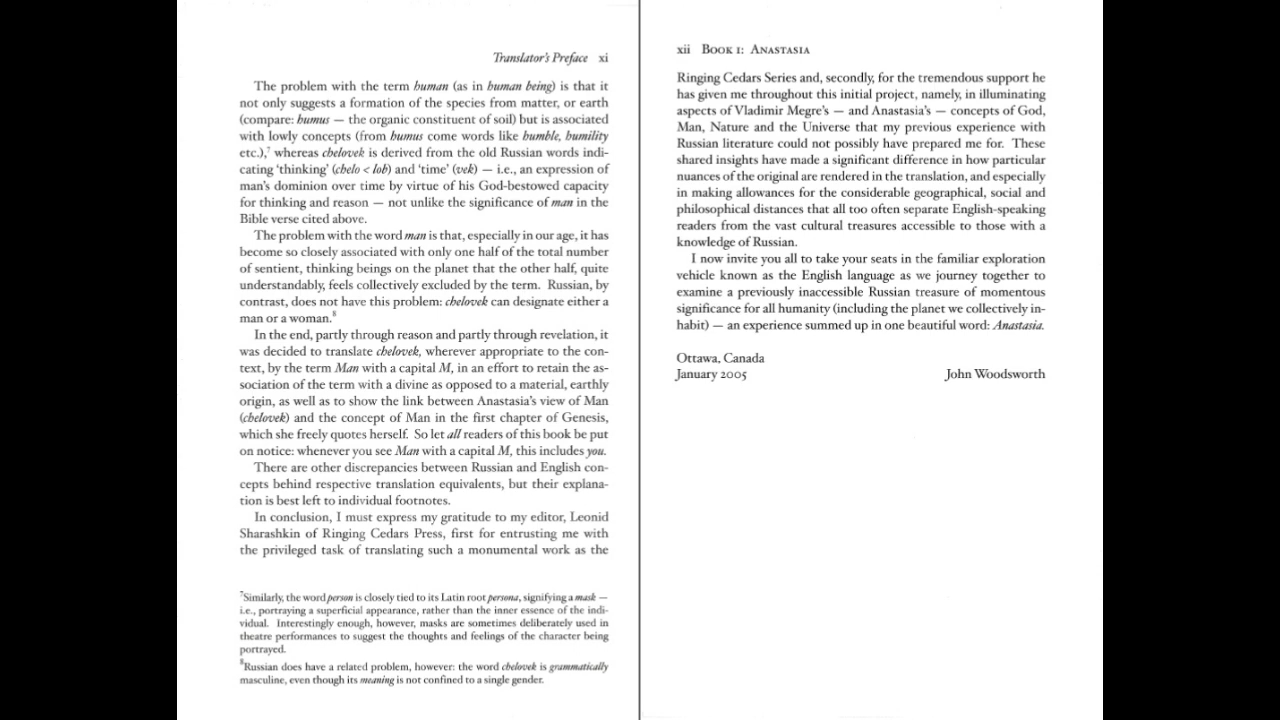 Translator's Preface xi
The problem with the term human (as in human being) is that it
not only suggests a formation of the species from matter, or earth
(compare: humus — the organic constituent of soil) but is associated
with lowly concepts (from humus come words like humble, humility
etc.),⁷ whereas chelovek is derived from the old Russian words indi-
cating 'thinking' (chelo < lob) and 'time' (vek) — i.e., an expression of
man's dominion over time by virtue of his God-bestowed capacity
for thinking and reason — not unlike the significance of man in the
Bible verse cited above.
The problem with the word man is that, especially in our age, it has
become so closely associated with only one half of the total number
of sentient, thinking beings on the planet that the other half, quite
understandably, feels collectively excluded by the term. Russian, by
contrast, does not have this problem: chelovek can designate either a
man or a woman.⁸
In the end, partly through reason and partly through revelation, it
was decided to translate chelovek, wherever appropriate to the con-
text, by the term Man with a capital M, in an effort to retain the as-
sociation of the term with a divine as opposed to a material, earthly
origin, as well as to show the link between Anastasia's view of Man
(chelovek) and the concept of Man in the first chapter of Genesis,
which she freely quotes herself. So let all readers of this book be put
on notice: whenever you see Man with a capital M, this includes you.
There are other discrepancies between Russian and English con-
cepts behind respective translation equivalents, but their explana-
tion is best left to individual footnotes.
In conclusion, I must express my gratitude to my editor, Leonid
Sharashkin of Ringing Cedars Press, first for entrusting me with
the privileged task of translating such a monumental work as the
⁷Similarly, the word person is closely tied to its Latin root persona, signifying a mask —
i.e., portraying a superficial appearance, rather than the inner essence of the indi-
vidual. Interestingly enough, however, masks are sometimes deliberately used in
theatre performances to suggest the thoughts and feelings of the character being
portrayed.
⁸Russian does have a related problem, however: the word chelovek is grammatically
masculine, even though its meaning is not confined to a single gender.
xii Book 1: Anastasia
Ringing Cedars Series and, secondly, for the tremendous support he
has given me throughout this initial project, namely, in illuminating
aspects of Vladimir Megre's — and Anastasia's — concepts of God,
Man, Nature and the Universe that my previous experience with
Russian literature could not possibly have prepared me for. These
shared insights have made a significant difference in how particular
nuances of the original are rendered in the translation, and especially
in making allowances for the considerable geographical, social and
philosophical distances that all too often separate English-speaking
readers from the vast cultural treasures accessible to those with a
knowledge of Russian.
I now invite you all to take your seats in the familiar exploration
vehicle known as the English language as we journey together to
examine a previously inaccessible Russian treasure of momentous
significance for all humanity (including the planet we collectively in-
habit) — an experience summed up in one beautiful word: Anastasia.
Ottawa, Canada
January 2005 John Woodsworth